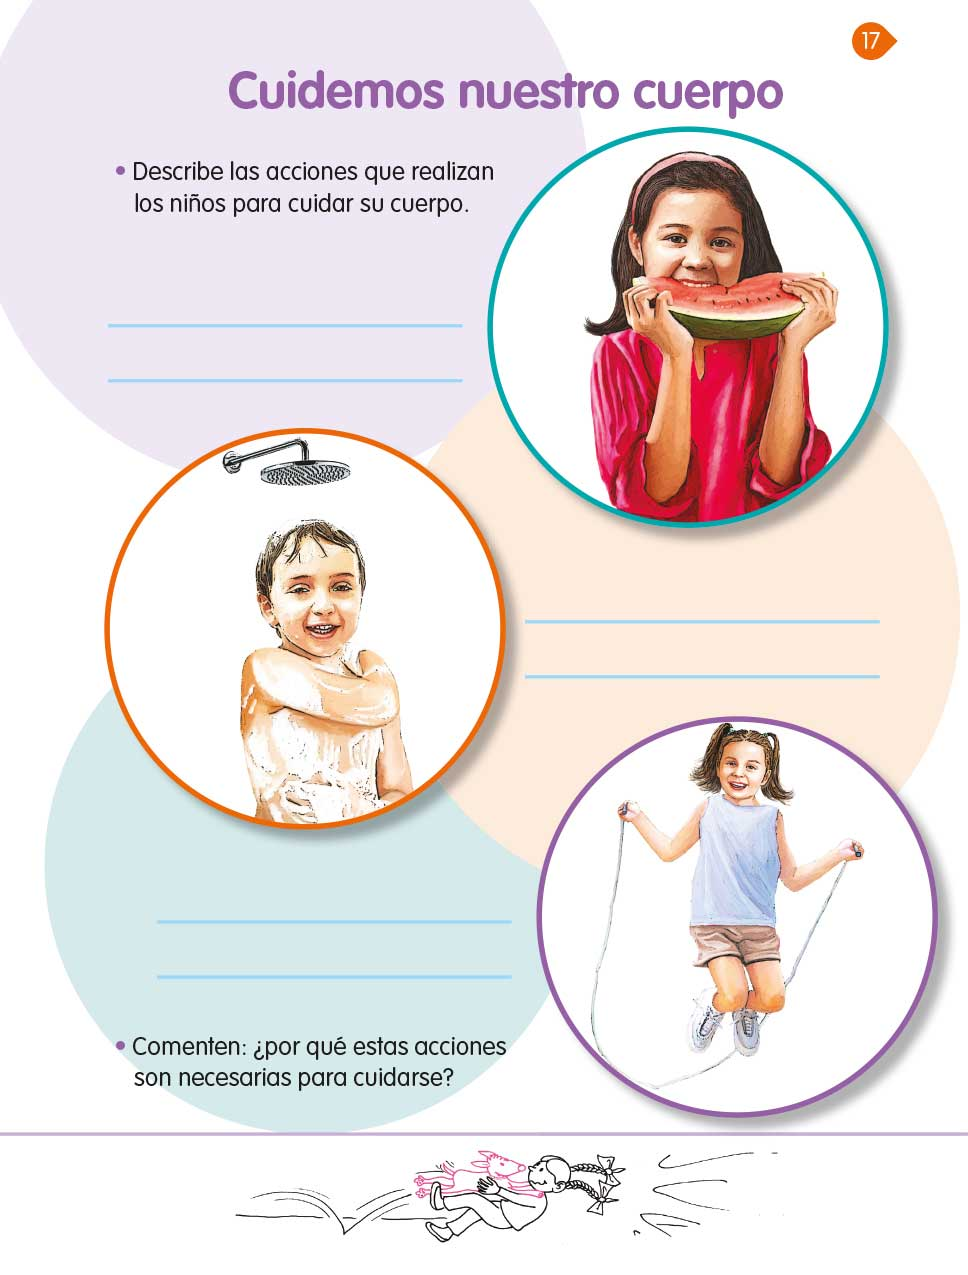 17
Cuidemos nuestro cuerpo
• Describe las acciones que realizan
los niños para cuidar su cuerpo.
• Comenten: ¿por qué estas acciones
son necesarias para cuidarse?